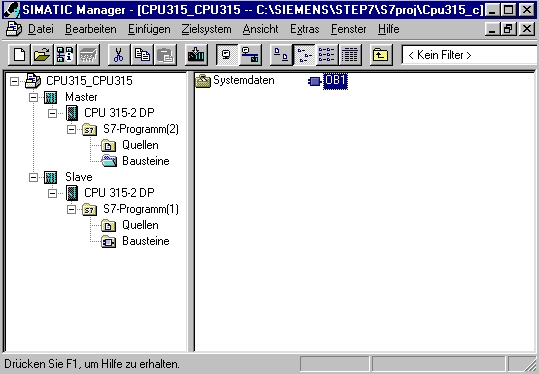 SIMATIC Manager - [CPU315_CPU315 -- C:\SIEMENS\STEP7\S7proj\Cpu315_c]
Datei Bearbeiten Einfügen Zielsystem Ansicht Extras Fenster Hilfe
< Kein Filter >
CPU315_CPU315
Master
CPU 315-2 DP
S7-Programm(2)
Quellen
Bausteine
Slave
CPU 315-2 DP
S7-Programm(1)
Quellen
Bausteine
Systemdaten OB1
Drücken Sie F1, um Hilfe zu erhalten.